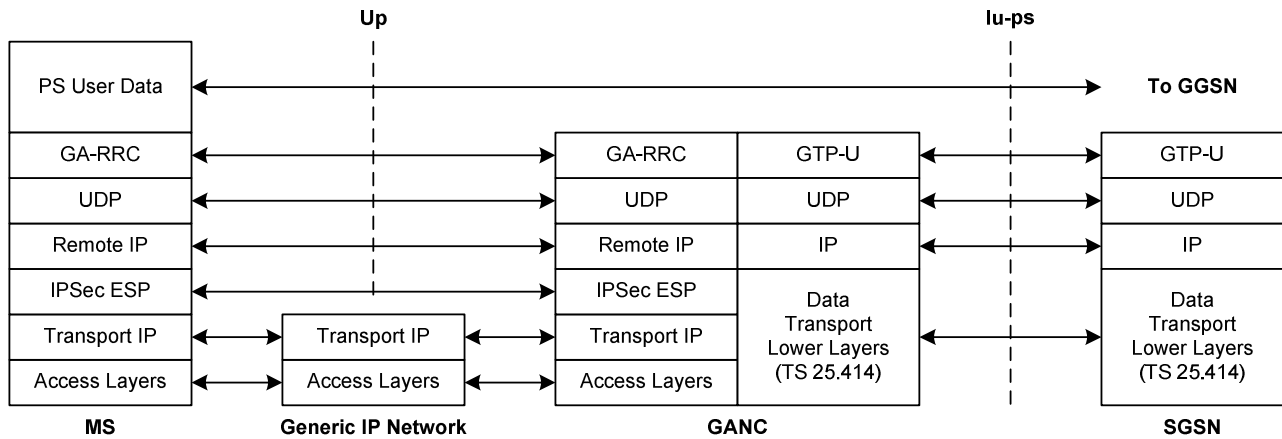 Up
Iu-ps
PS User Data
To GGSN
GA-RRC
GA-RRC
GTP-U
GTP-U
UDP
UDP
UDP
UDP
Remote IP
Remote IP
IP
IP
IPSec ESP
IPSec ESP
Data
Transport
Lower Layers
(TS 25.414)
Data
Transport
Lower Layers
(TS 25.414)
Transport IP
Transport IP
Transport IP
Access Layers
Access Layers
Access Layers
MS
Generic IP Network
GANC
SGSN